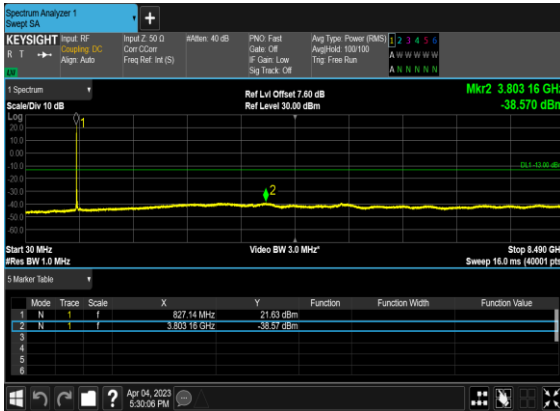 Spectrum Analyzer 1
Swept SA
+
KEYSIGHT Input: RF Input Z: 50 Ω #Atten: 40 dB PNO: Fast Avg Type: Power (RMS) 1 2 3 4 5 6
R T Coupling: DC Corr CCorr Gate: Off Avg|Hold: 100/100 A W W W W W
Align: Auto Freq Ref: Int (S) IF Gain: Low Trig: Free Run
Sig Track: Off A N N N N N
1 Spectrum
Scale/Div 10 dB
Ref Lvl Offset 7.60 dB
Ref Level 30.00 dBm
Mkr2 3.803 16 GHz
-38.570 dBm
Log
20.0
10.0
0.00
-10.0
-20.0
-30.0
-40.0
-50.0
-60.0
1
2
DL1 -13.00 dBm
Start 30 MHz Video BW 3.0 MHz* Stop 8.490 GHz
#Res BW 1.0 MHz Sweep 16.0 ms (40001 pts)
5 Marker Table
Mode Trace Scale X Y Function Function Width Function Value
1 N 1 f 827.14 MHz 21.63 dBm
2 N 1 f 3.803 16 GHz -38.57 dBm
3
4
5
6
? Apr 04, 2023
5:30:06 PM